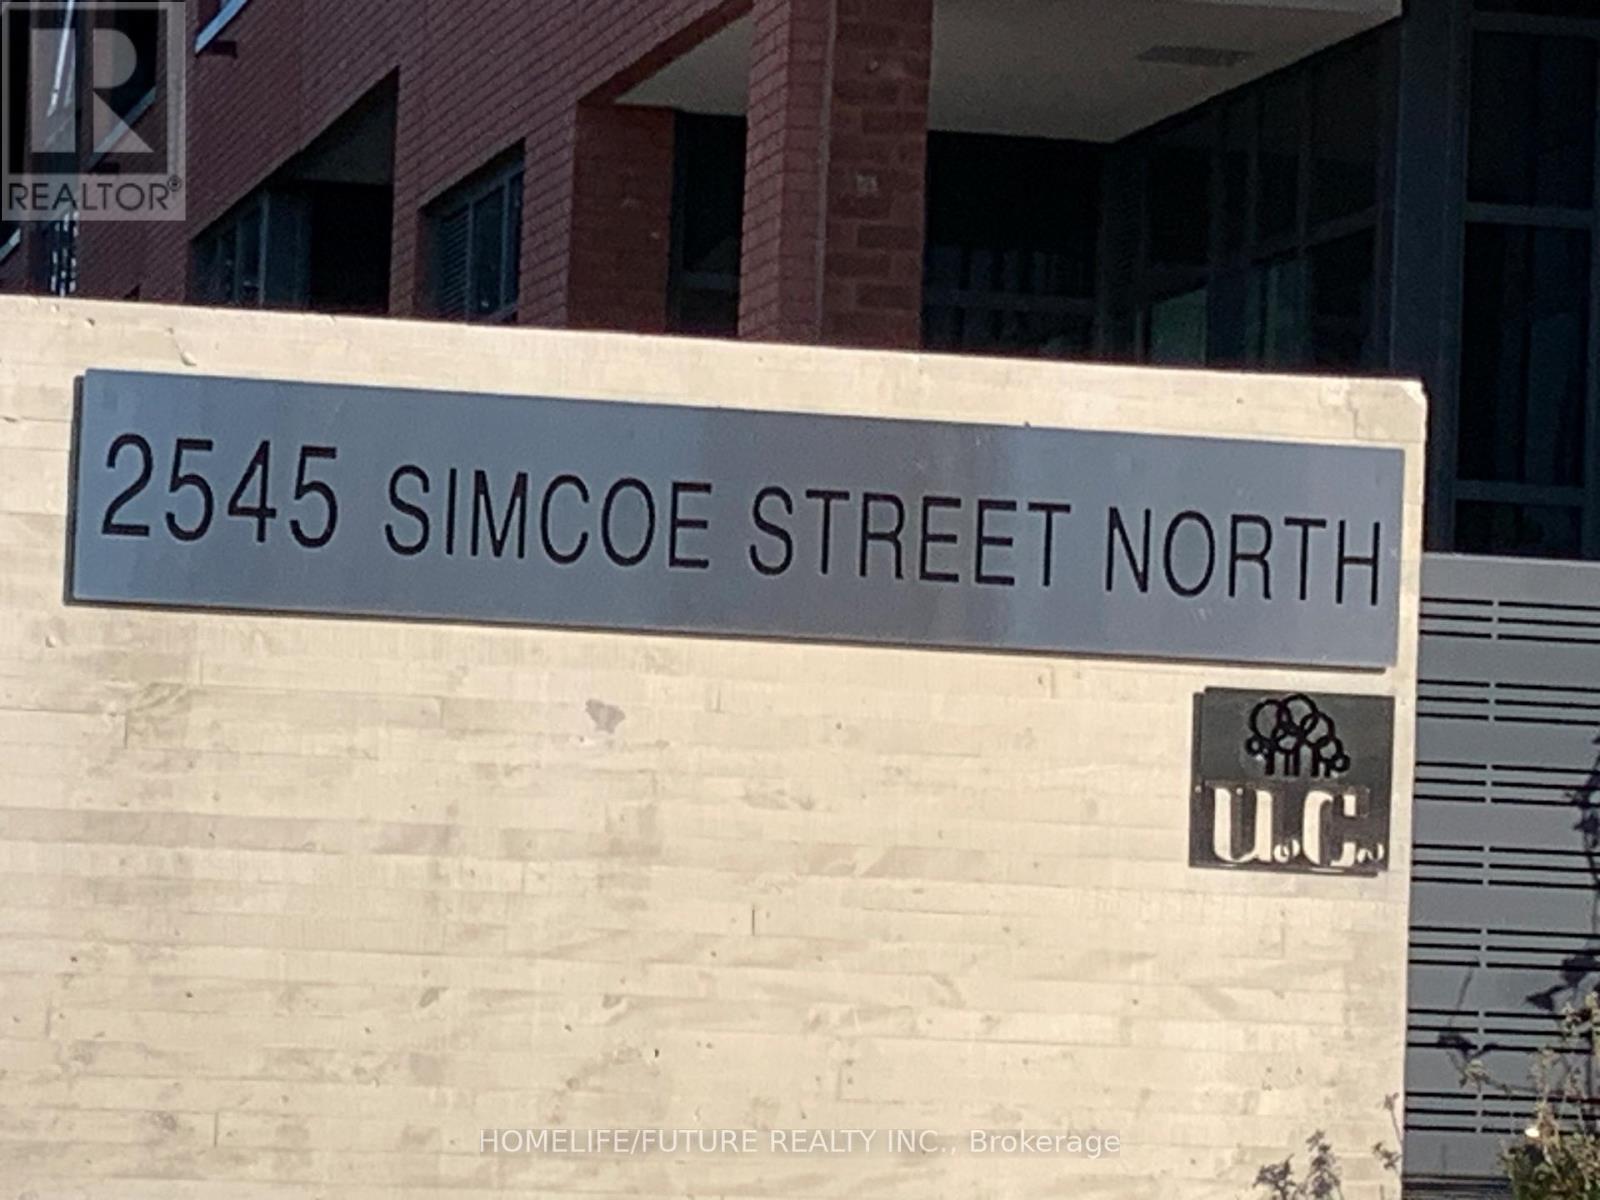 REALTOR®
2545 SIMCOE STREET NORTH
U.C.
HOMELIFE/FUTURE REALTY INC., Brokerage